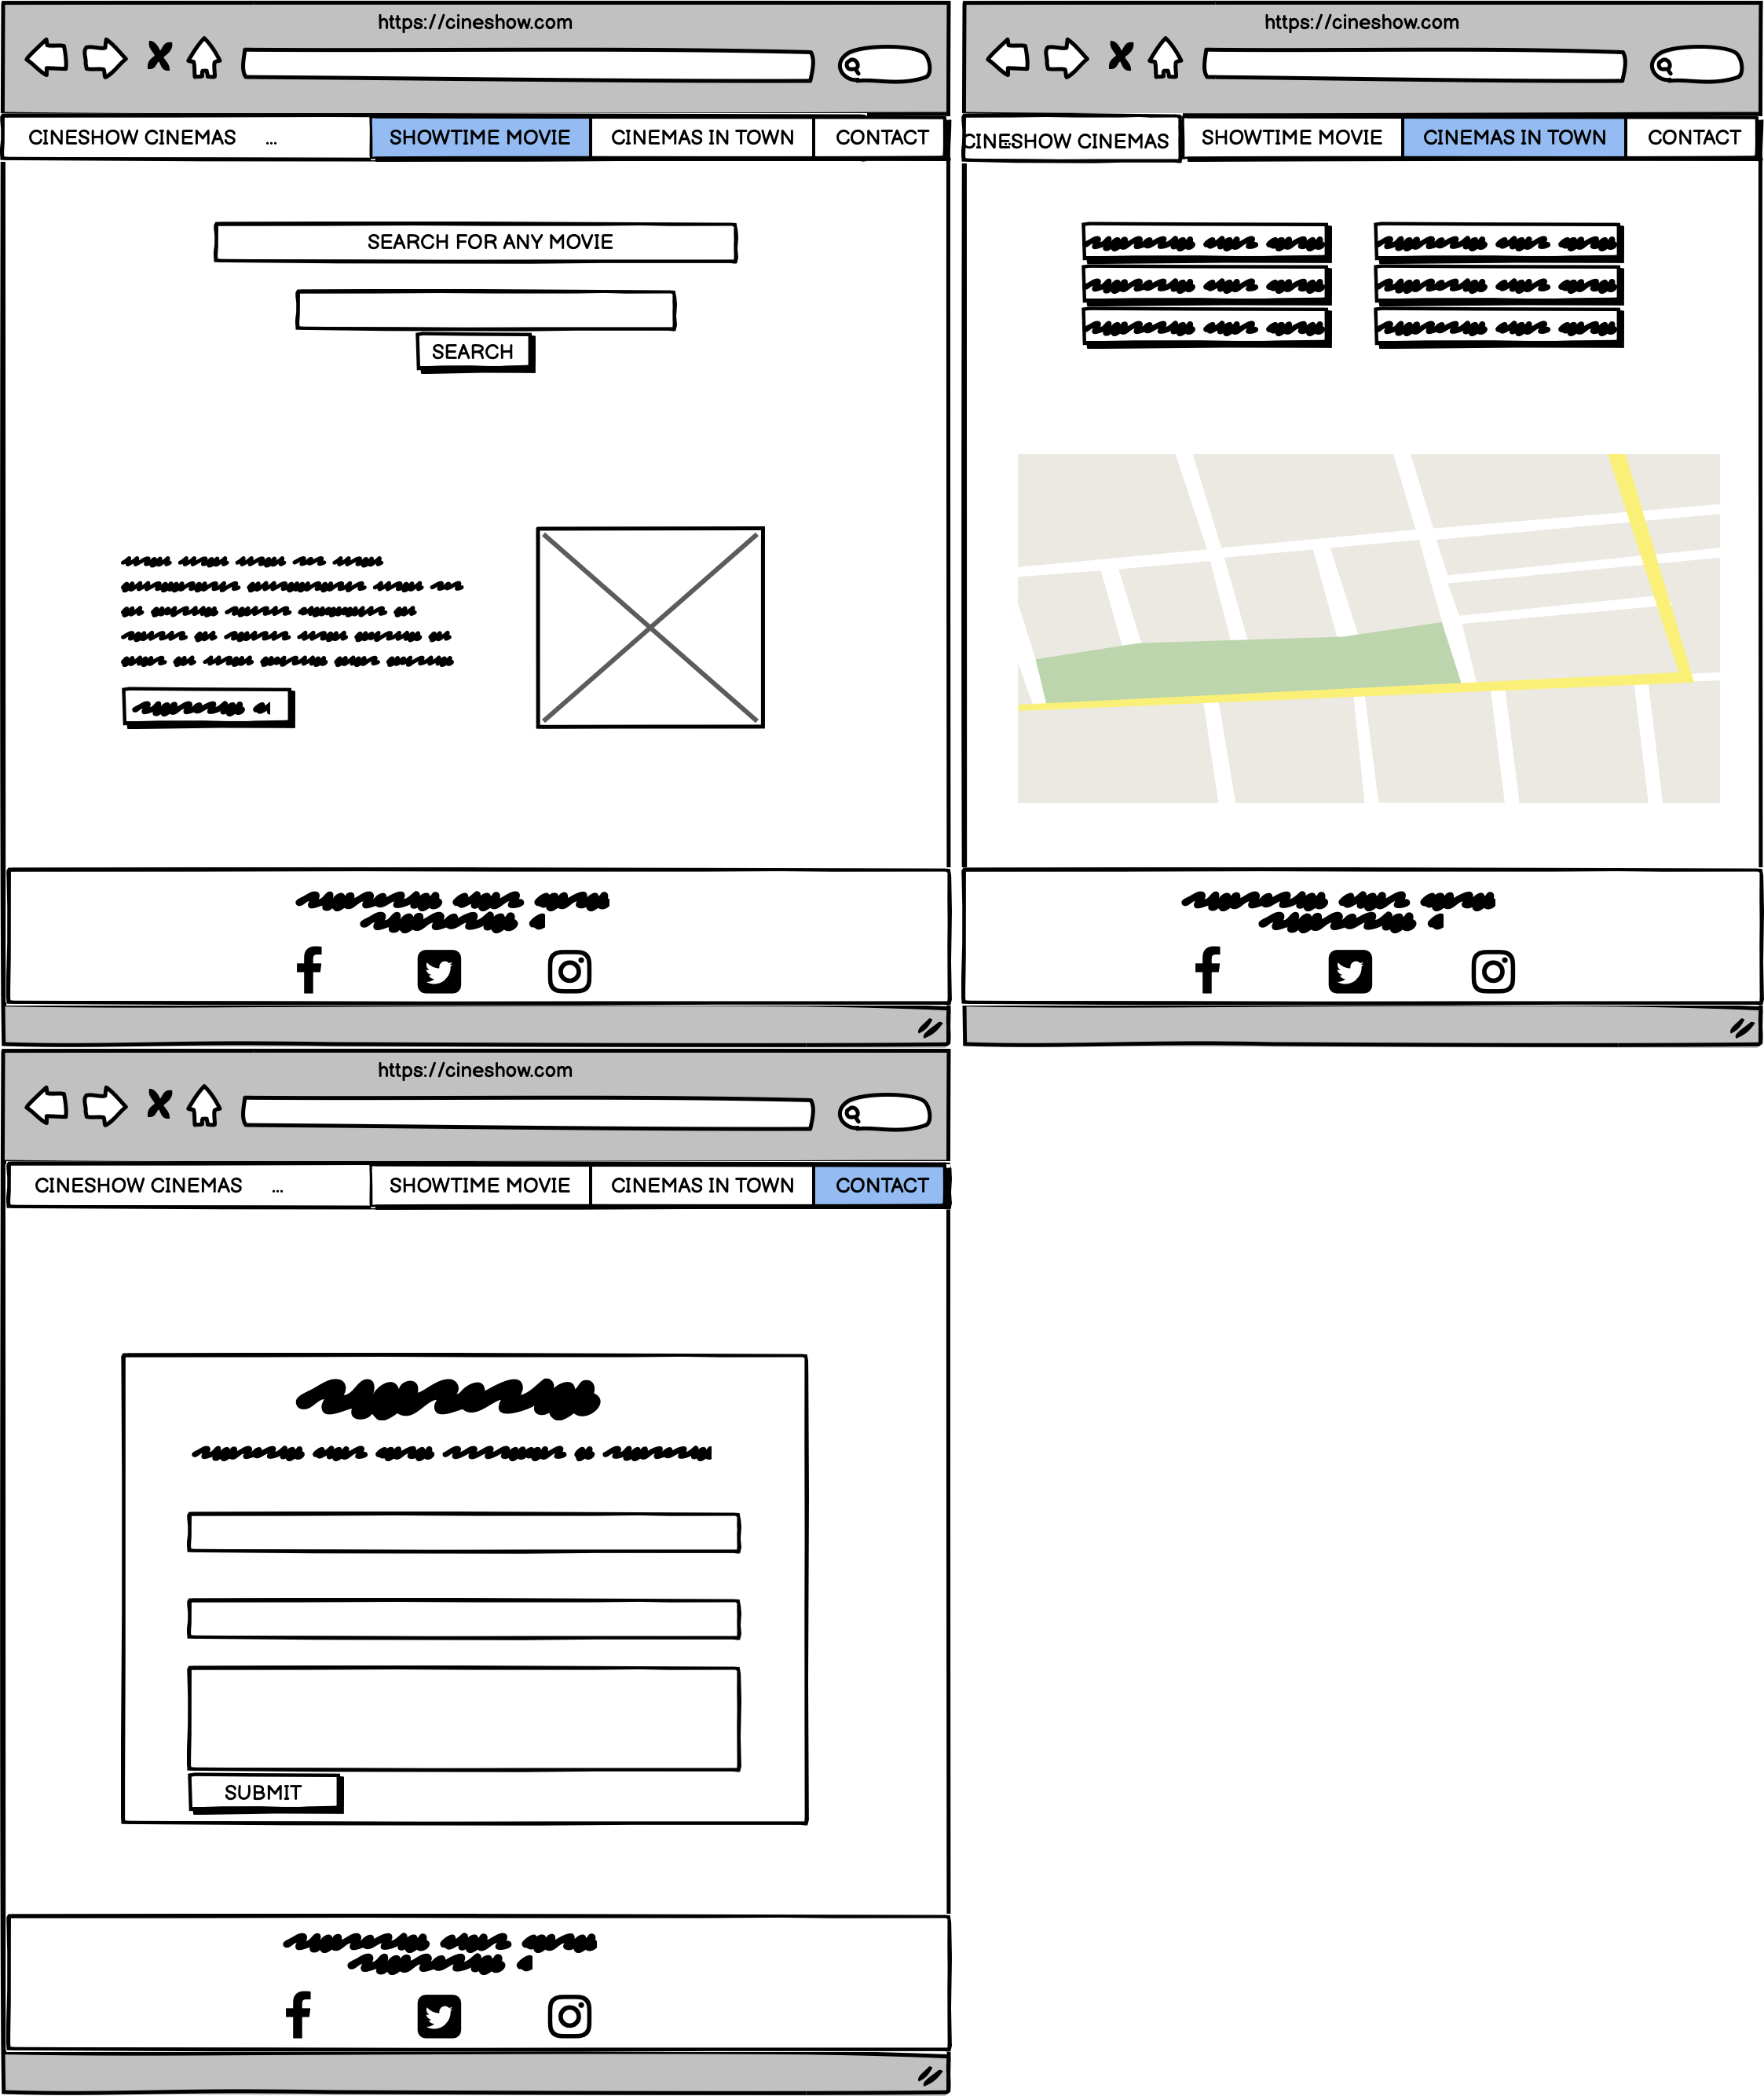 https://cineshow.com
CINESHOW CINEMAS ... SHOWTIME MOVIE CINEMAS IN TOWN CONTACT
SEARCH FOR ANY MOVIE
SEARCH
https://cineshow.com
CINESHOW CINEMAS SHOWTIME MOVIE CINEMAS IN TOWN CONTACT
https://cineshow.com
CINESHOW CINEMAS ... SHOWTIME MOVIE CINEMAS IN TOWN CONTACT
SUBMIT